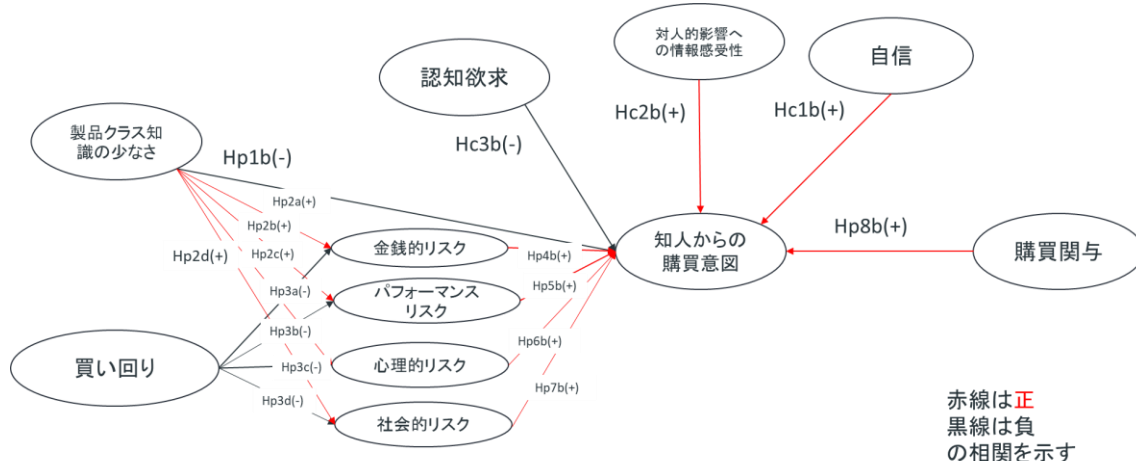 対人的影響へ
の情報感受性
自信
認知欲求
Hc2b(+)
Hc1b(+)
製品クラス知
識の少なさ
Hc3b(-)
Hp1b(-)
Hp2a(+)
Hp2b(+)
Hp2d(+)
Hp2c(+)
金銭的リスク
Hp4b(+)
知人からの
購買意図
Hp8b(+)
購買関与
Hp3a(-)
パフォーマンス
リスク
Hp5b(+)
Hp3b(-)
Hp6b(+)
買い回り
Hp3c(-)
心理的リスク
Hp7b(+)
Hp3d(-)
社会的リスク
赤線は正
黒線は負
の相関を示す